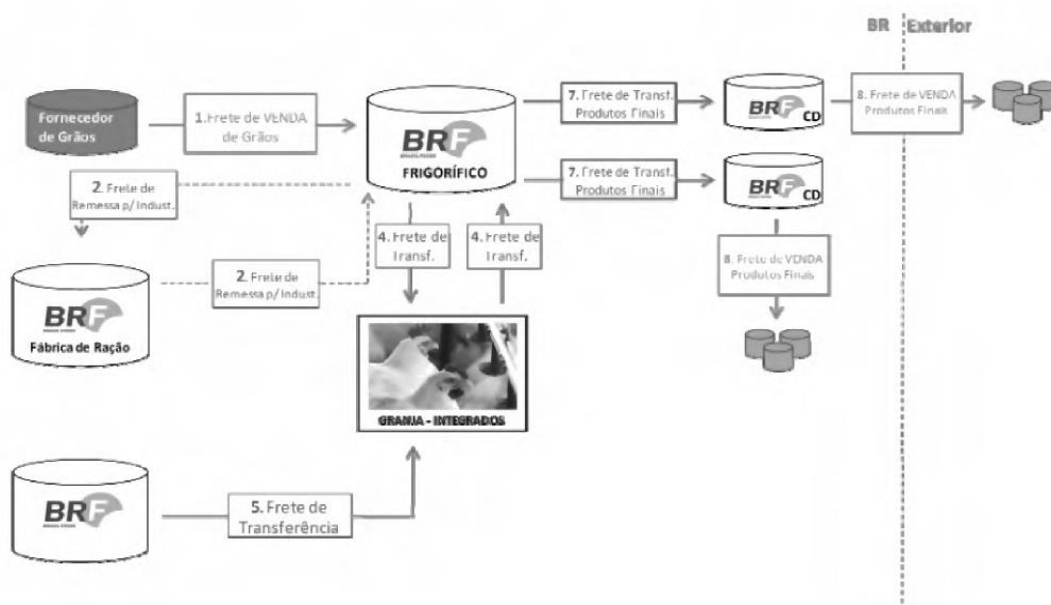 BR Exterior
Fornecedor
de Grãos
1.Frete de VENDA
de Grãos
BRF
FRIGORÍFICO
7. Frete de Transf.
Produtos Finais
BRF
CD
8. Frete de VENDA
Produtos Finais
7. Frete de Transf.
Produtos Finais
BRF
CD
2. Frete de
Remessa p/ Indust.
4. Frete de
Transf.
4. Frete de
Transf.
8. Frete de VENDA
Produtos Finais
2. Frete de
Remessa p/ Indust.
BRF
Fábrica de Ração
GRANJA - INTEGRADOS
BRF
5. Frete de
Transferência